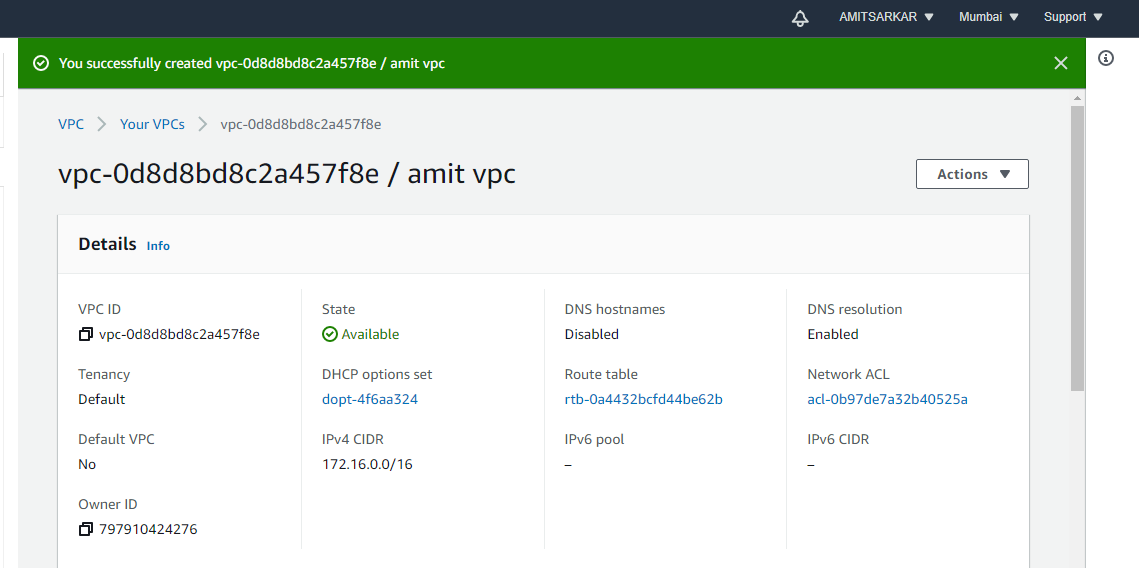 AMITSARKAR Mumbai Support
You successfully created vpc-0d8d8bd8c2a457f8e / amit vpc
VPC Your VPCs vpc-0d8d8bd8c2a457f8e
vpc-0d8d8bd8c2a457f8e / amit vpc
Actions
Details Info
VPC ID State DNS hostnames DNS resolution
vpc-0d8d8bd8c2a457f8e Available Disabled Enabled
Tenancy DHCP options set Route table Network ACL
Default dopt-4f6aa324 rtb-0a4432bcfd44be62b acl-0b97de7a32b40525a
Default VPC IPv4 CIDR IPv6 pool IPv6 CIDR
No 172.16.0.0/16 – –
Owner ID
797910424276